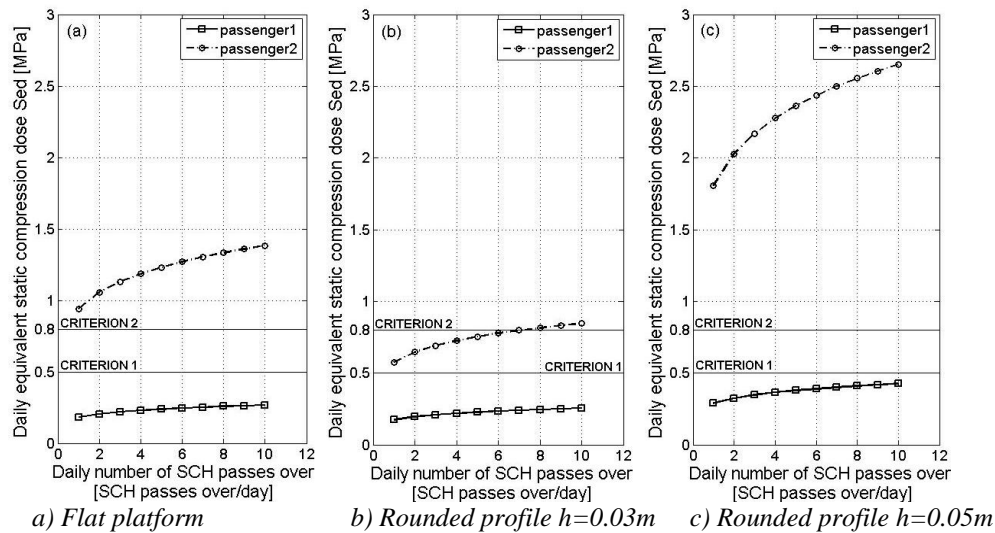 Daily equivalent static compression dose Sed [MPa]
3
2.5
2
1.5
1
0.8
0.5
0
(a)
passenger1
passenger2
CRITERION 2
CRITERION 1
0 2 4 6 8 10 12
Daily number of SCH passes over
[SCH passes over/day]
a) Flat platform
Daily equivalent static compression dose Sed [MPa]
3
2.5
2
1.5
1
0.8
0.5
0
(b)
passenger1
passenger2
CRITERION 2
CRITERION 1
0 2 4 6 8 10 12
Daily number of SCH passes over
[SCH passes over/day]
b) Rounded profile h=0.03m
Daily equivalent static compression dose Sed [MPa]
3
2.5
2
1.5
1
0.8
0.5
0
(c)
passenger1
passenger2
CRITERION 2
CRITERION 1
0 2 4 6 8 10 12
Daily number of SCH passes over
[SCH passes over/day]
c) Rounded profile h=0.05m